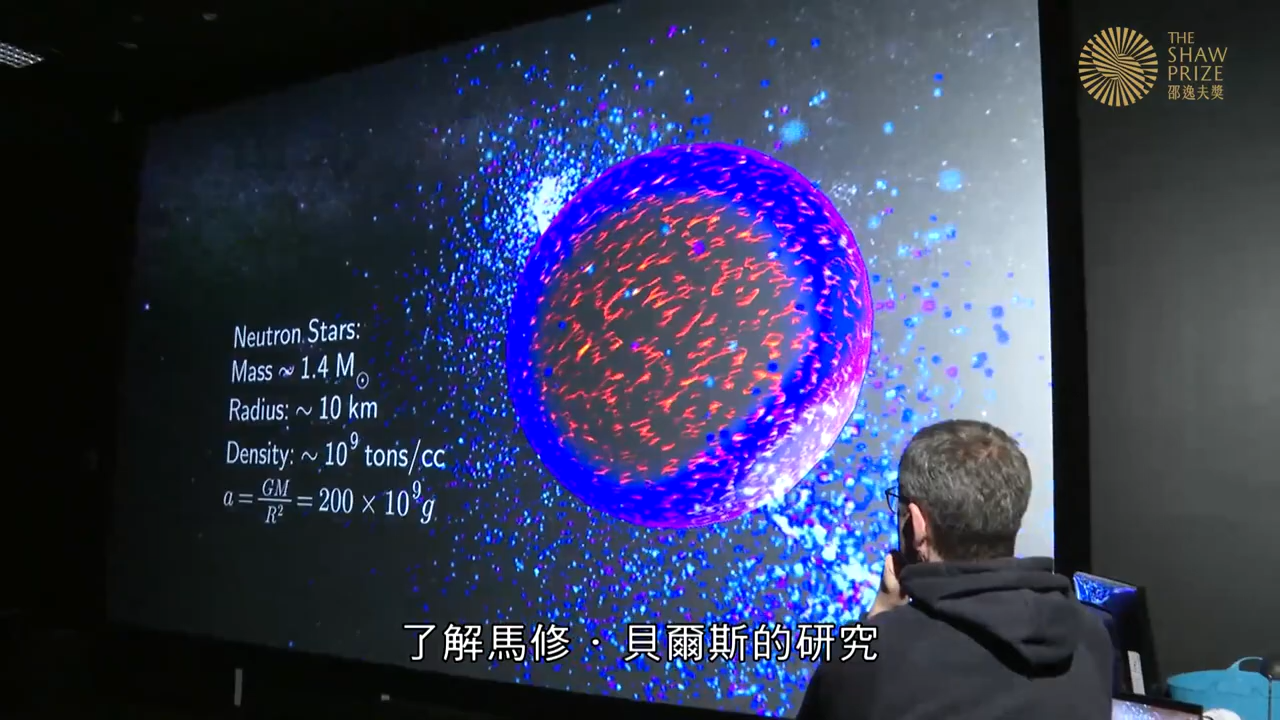 THE
SHAW
PRIZE
邵逸夫獎
Neutron Stars:
Mass ~ 1.4 M⊙
Radius: ~ 10 km
Density: ~ 10⁹ tons/cc
a = GM/R² = 200 × 10⁹g
了解馬修·貝爾斯的研究